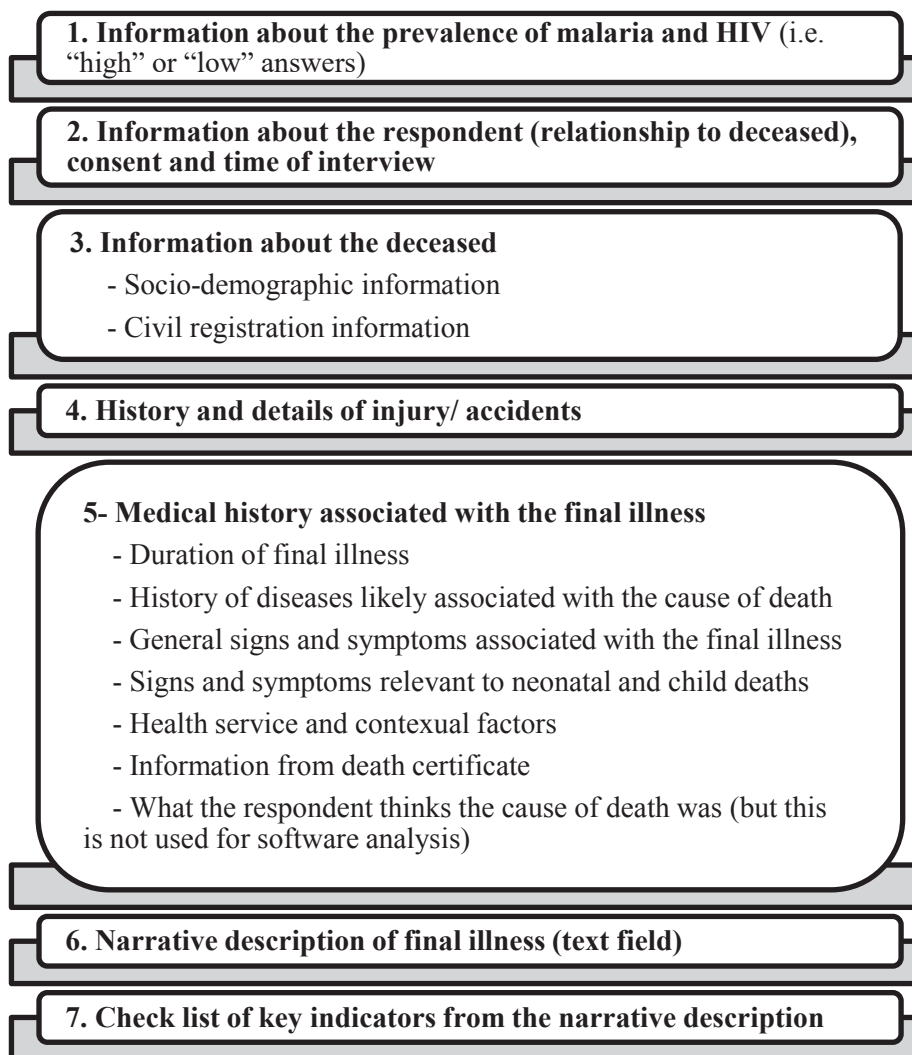 1. Information about the prevalence of malaria and HIV (i.e.
“high” or “low” answers)
2. Information about the respondent (relationship to deceased),
consent and time of interview
3. Information about the deceased
- Socio-demographic information
- Civil registration information
4. History and details of injury/ accidents
5- Medical history associated with the final illness
- Duration of final illness
- History of diseases likely associated with the cause of death
- General signs and symptoms associated with the final illness
- Signs and symptoms relevant to neonatal and child deaths
- Health service and contexual factors
- Information from death certificate
- What the respondent thinks the cause of death was (but this
is not used for software analysis)
6. Narrative description of final illness (text field)
7. Check list of key indicators from the narrative description